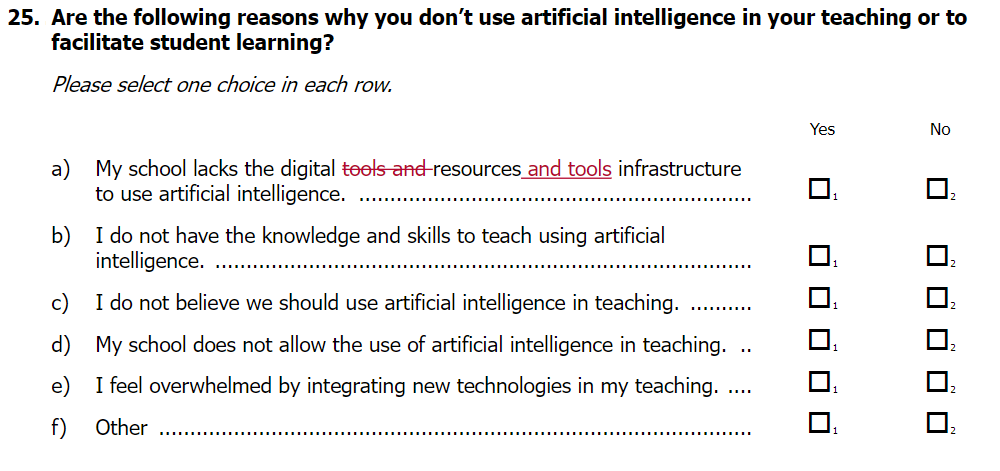 25. Are the following reasons why you don't use artificial intelligence in your teaching or to
facilitate student learning?
Please select one choice in each row.
Yes No
a) My school lacks the digital tools and resources and tools infrastructure
to use artificial intelligence. ............................................................... ☐1 ☐2
b) I do not have the knowledge and skills to teach using artificial
intelligence. ...................................................................................... ☐1 ☐2
c) I do not believe we should use artificial intelligence in teaching. .......... ☐1 ☐2
d) My school does not allow the use of artificial intelligence in teaching. .. ☐1 ☐2
e) I feel overwhelmed by integrating new technologies in my teaching. .... ☐1 ☐2
f) Other ............................................................................................... ☐1 ☐2